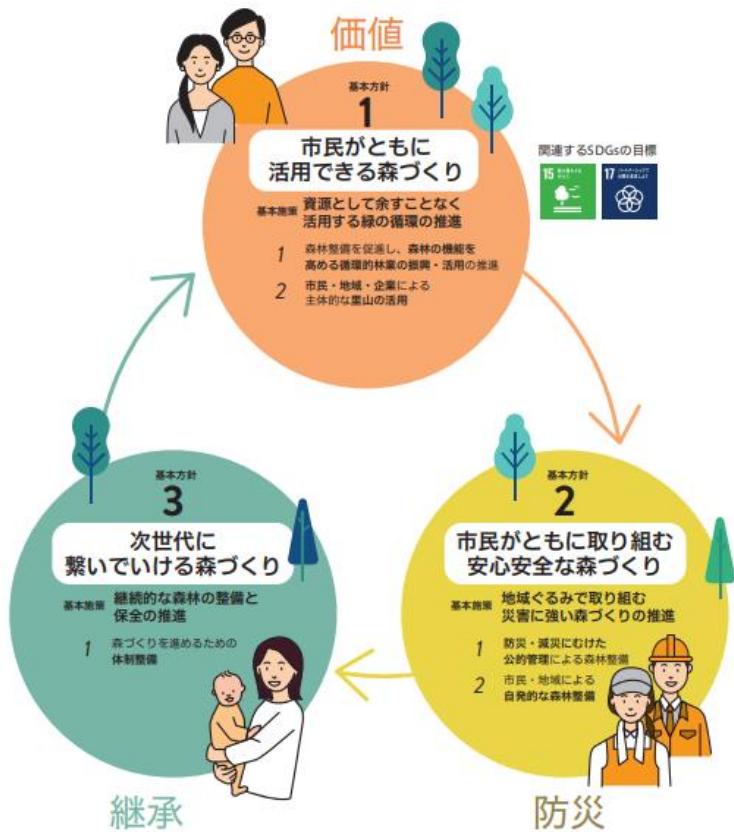 価値
基本方針
1
市民がともに
活用できる森づくり
基本施策 資源として余すことなく
活用する緑の循環の推進
1 森林整備を促進し、森林の機能を
高める循環的林業の振興・活用の推進
2 市民・地域・企業による
主体的な里山の活用
関連するSDGsの目標
15
17
基本方針
3
次世代に
繋いでいける森づくり
基本施策 継続的な森林の整備と
保全の推進
1 森づくりを進めるための
体制整備
継承
基本方針
2
市民がともに取り組む
安心安全な森づくり
基本施策 地域ぐるみで取り組む
災害に強い森づくりの推進
1 防災・減災にむけた
公的管理による森林整備
2 市民・地域による
自発的な森林整備
防災